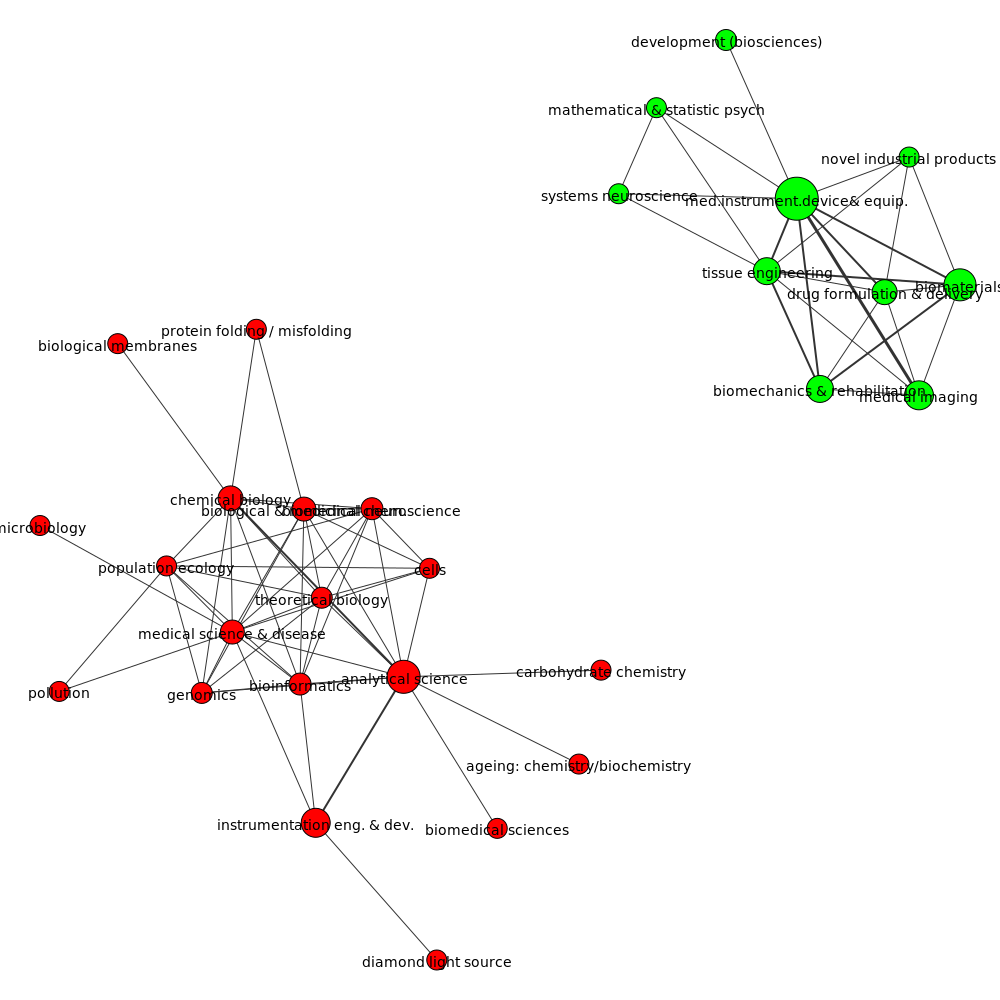 development (biosciences)
mathematical & statistic psych
novel industrial products
systems neuroscience
med.instrument.device& equip.
tissue engineering
drug formulation & delivery
biomaterials
biomechanics & rehabilitation
medical imaging
protein folding / misfolding
biological membranes
chemical biology
biological & medicinal chem.
biomedical neuroscience
microbiology
population ecology
cells
theoretical biology
medical science & disease
analytical science
carbohydrate chemistry
bioinformatics
genomics
pollution
ageing: chemistry/biochemistry
instrumentation eng. & dev.
biomedical sciences
diamond light source